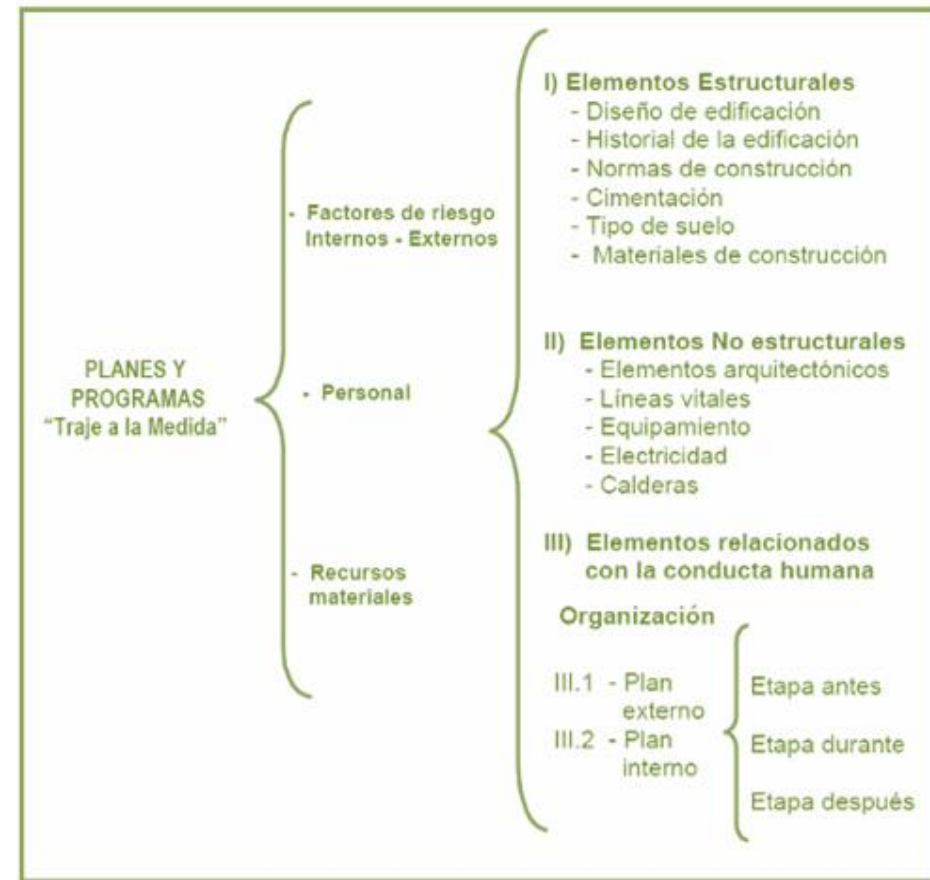 PLANES Y
PROGRAMAS
“Traje a la Medida”
- Factores de riesgo
Internos - Externos
- Personal
- Recursos
materiales
I) Elementos Estructurales
- Diseño de edificación
- Historial de la edificación
- Normas de construcción
- Cimentación
- Tipo de suelo
- Materiales de construcción
II) Elementos No estructurales
- Elementos arquitectónicos
- Líneas vitales
- Equipamiento
- Electricidad
- Calderas
III) Elementos relacionados
con la conducta humana
Organización
III.1 - Plan
externo
III.2 - Plan
interno
Etapa antes
Etapa durante
Etapa después